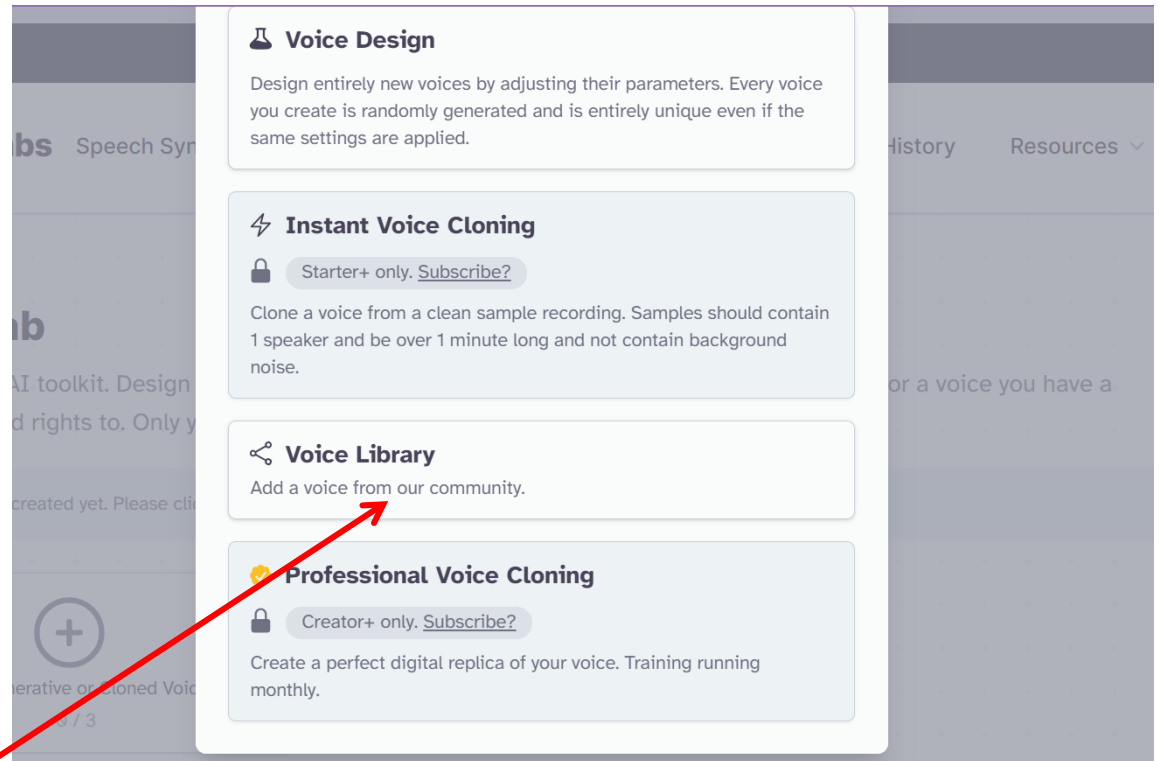 Voice Design
Design entirely new voices by adjusting their parameters. Every voice
you create is randomly generated and is entirely unique even if the
same settings are applied.
bs Speech Syn
History Resources
Instant Voice Cloning
Starter+ only. Subscribe?
Clone a voice from a clean sample recording. Samples should contain
1 speaker and be over 1 minute long and not contain background
noise.
ab
AI toolkit. Design
or a voice you have a
d rights to. Only y
Voice Library
Add a voice from our community.
created yet. Please clic
Professional Voice Cloning
Creator+ only. Subscribe?
Create a perfect digital replica of your voice. Training running
monthly.
nerative or Cloned Voic
0 / 3